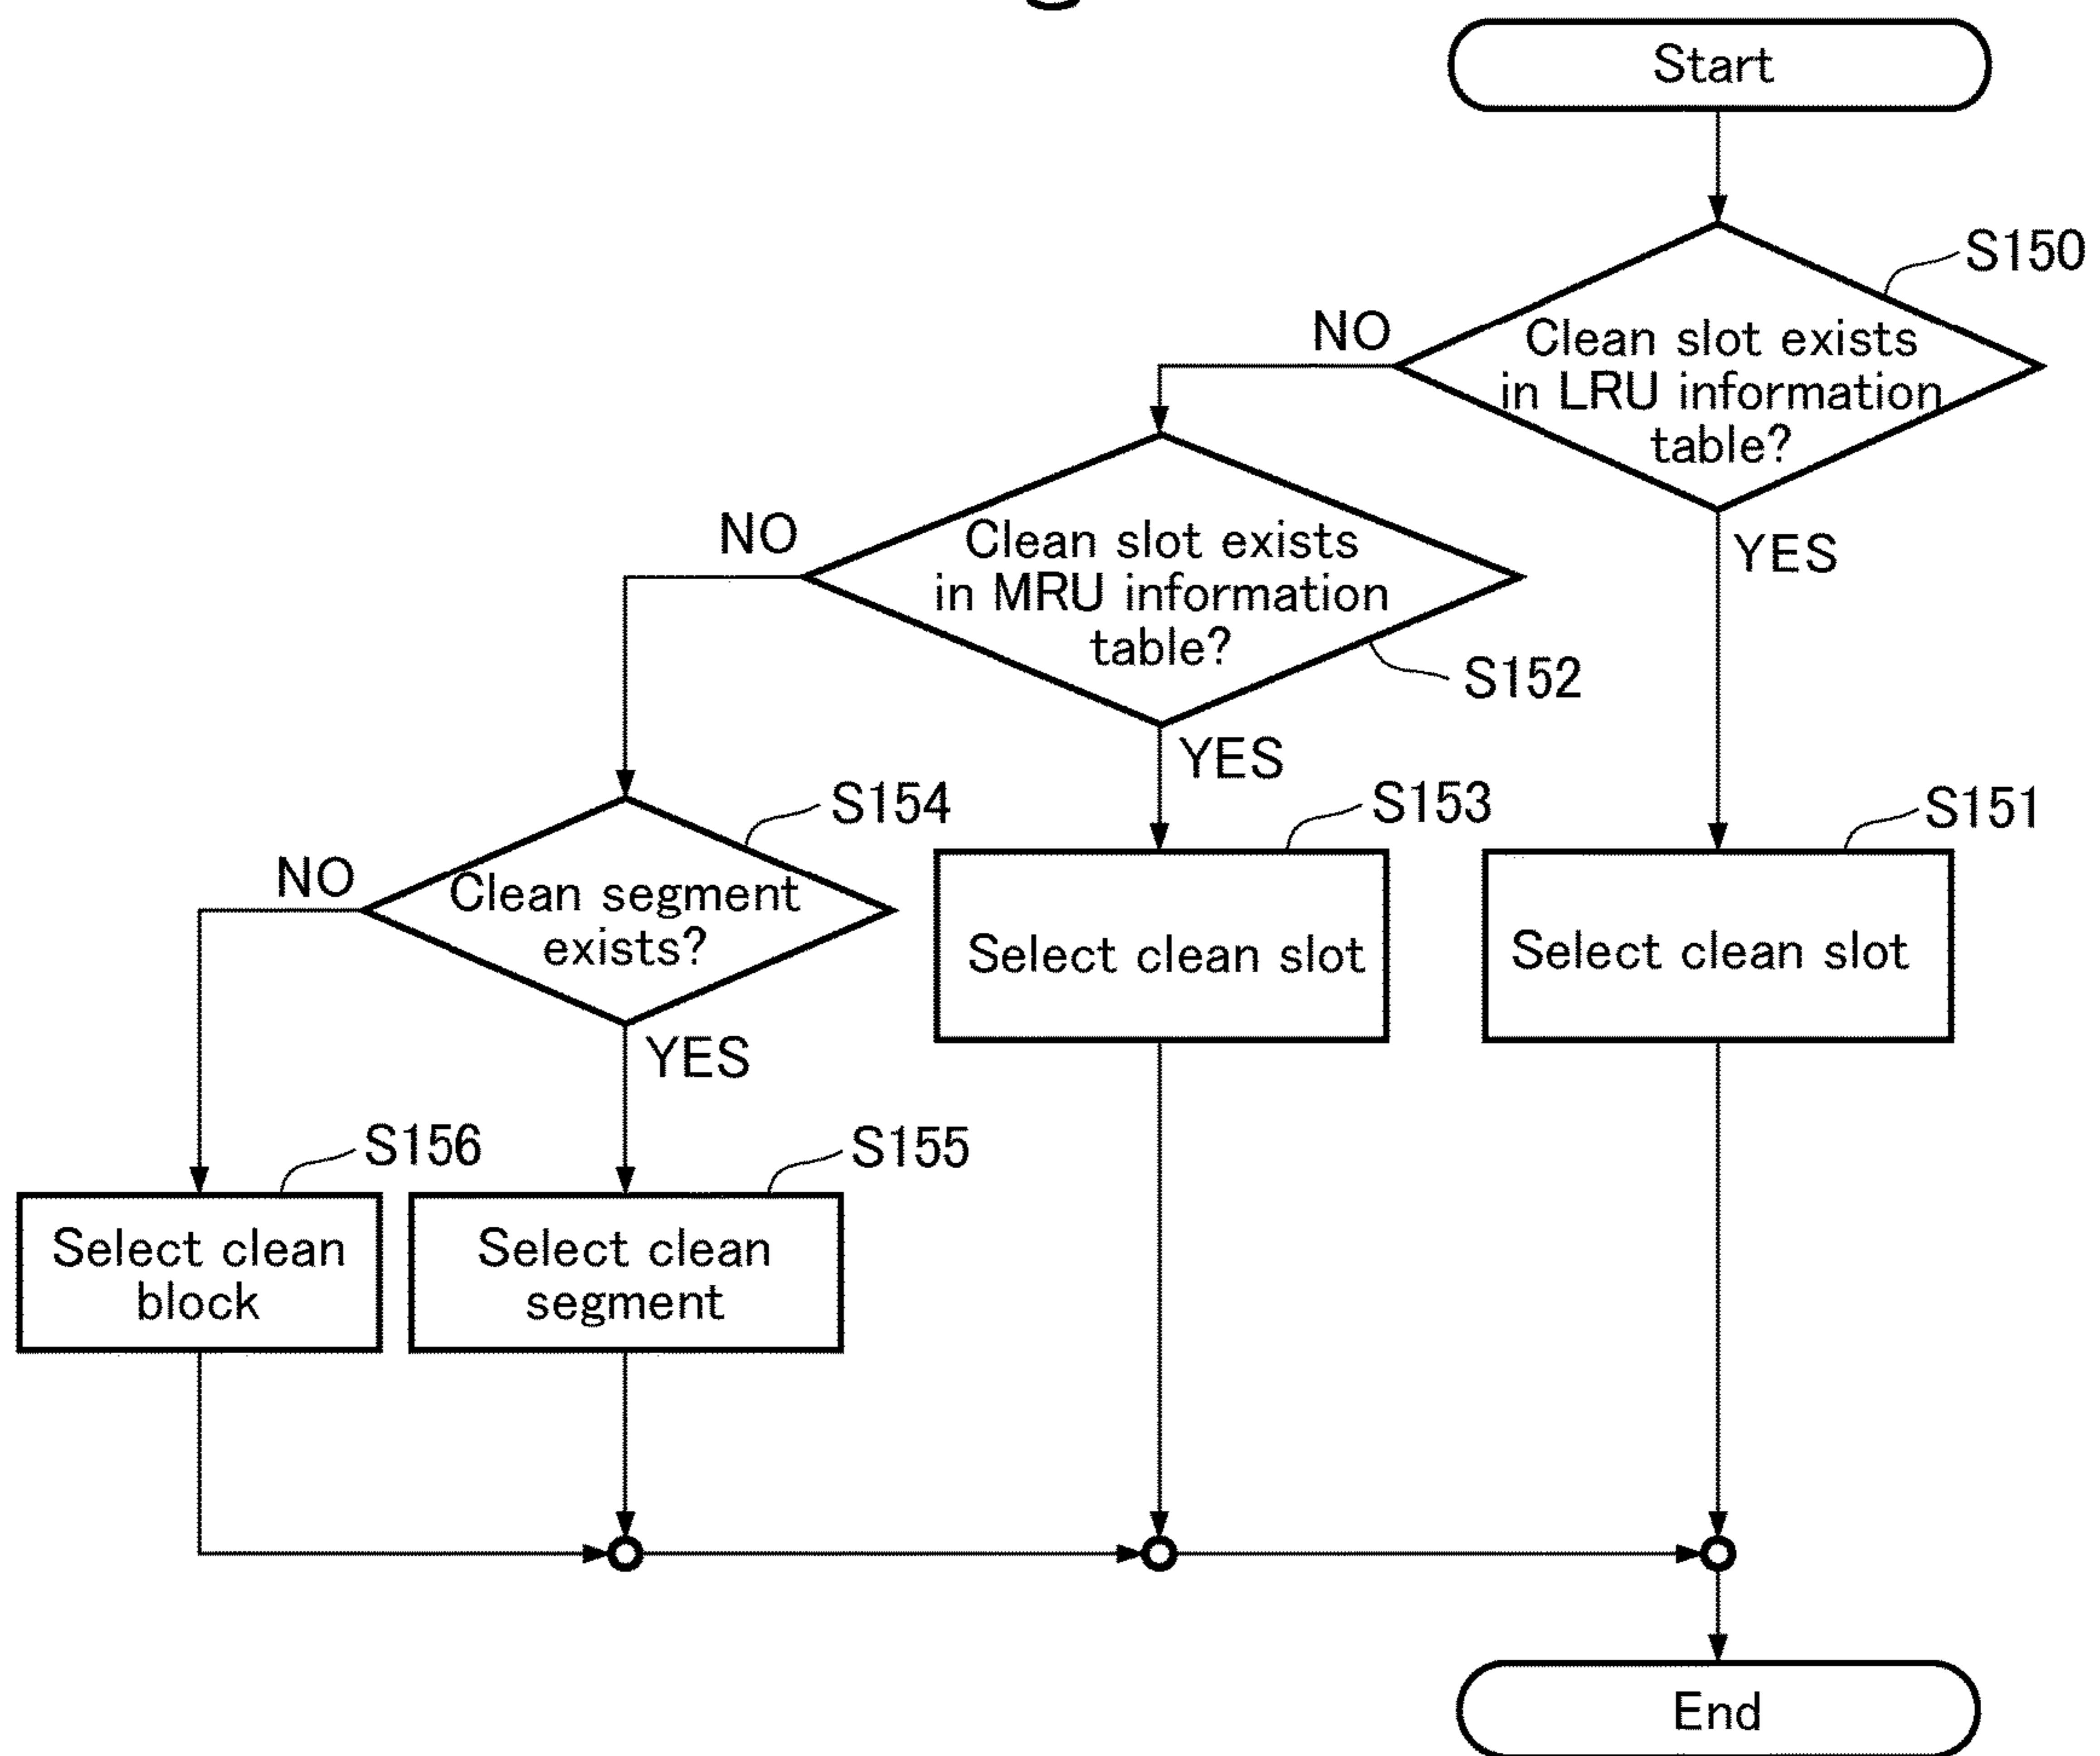 Start
S150
NO
Clean slot exists
in LRU information
table?
YES
NO
Clean slot exists
in MRU information
table?
S152
YES
S154
S153
S151
NO
Clean segment
exists?
Select clean slot
Select clean slot
YES
S156
S155
Select clean
block
Select clean
segment
End